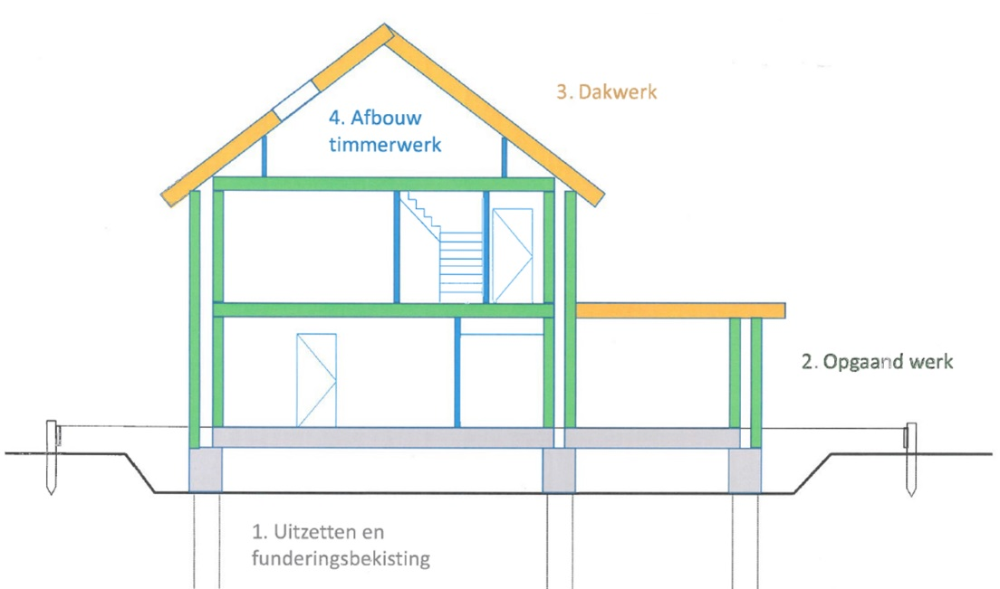 3. Dakwerk
4. Afbouw
timmerwerk
2. Opgaand werk
1. Uitzetten en
funderingsbekisting